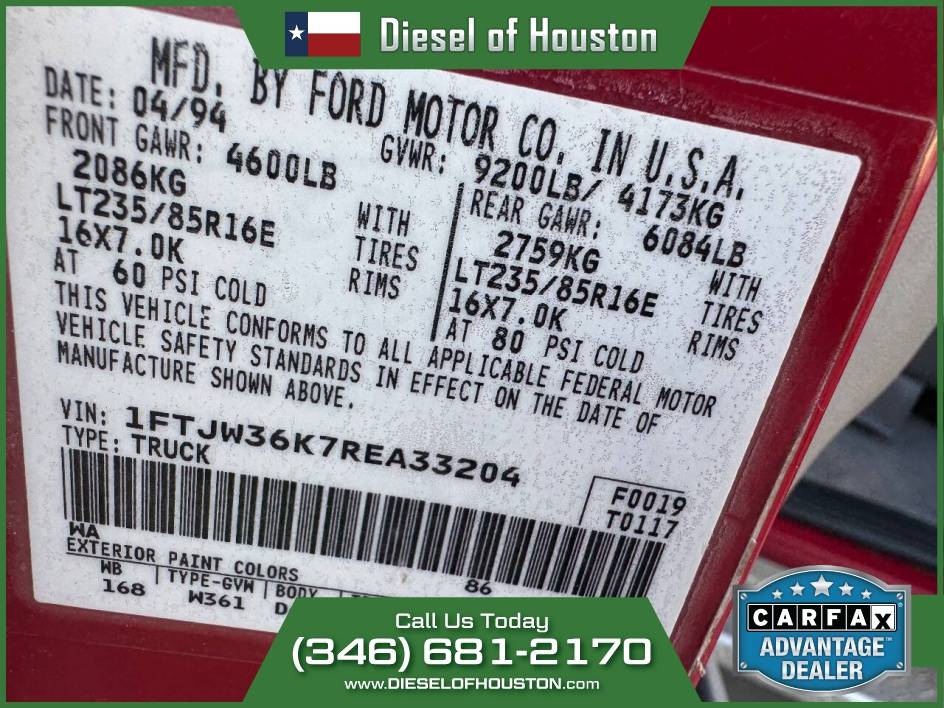 Diesel of Houston
MFD. BY FORD MOTOR CO. IN U.S.A.
DATE: 04/94
GVWR: 9200LB/ 4173KG
FRONT GAWR: 4600LB
2086KG
LT235/85R16E
16X7.0K
AT 60 PSI COLD
WITH
TIRES
RIMS
REAR GAWR: 6084LB
2759KG
LT235/85R16E
16X7.0K
AT 80 PSI COLD
WITH
TIRES
RIMS
THIS VEHICLE CONFORMS TO ALL APPLICABLE FEDERAL MOTOR
VEHICLE SAFETY STANDARDS IN EFFECT ON THE DATE OF
MANUFACTURE SHOWN ABOVE.
VIN: 1FTJW36K7REA33204
TYPE: TRUCK
F0019
T0117
WA
86
EXTERIOR PAINT COLORS
WB
TYPE-GVW
BODY
168
W361
Call Us Today
(346) 681-2170
www.DIESELOFHOUSTON.com
CARFAX
ADVANTAGE™
DEALER